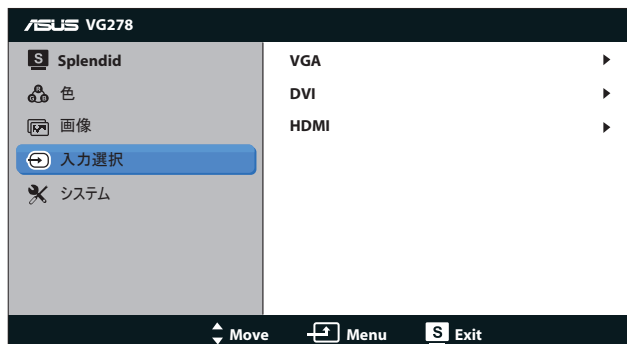 ASUS VG278
S Splendid
色
画像
入力選択
システム
VGA
DVI
HDMI
Move Menu S Exit